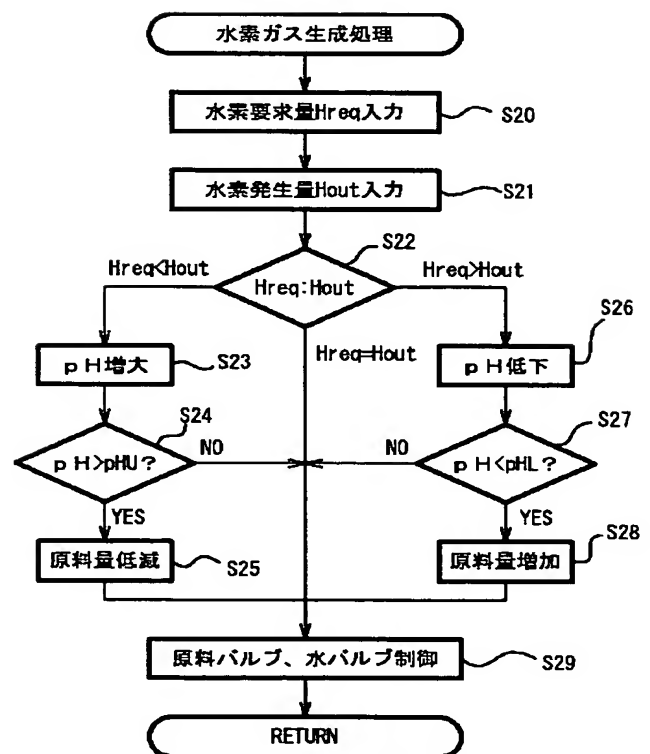 水素ガス生成処理
水素要求量Hreq入力
S20
水素発生量Hout入力
S21
S22
Hreq<Hout
Hreq:Hout
Hreq>Hout
Hreq=Hout
S26
pH増大
S23
pH低下
S24
S27
pH>pHU?
NO
NO
pH<pHL?
YES
YES
原料量低減
S25
原料量増加
S28
原料バルブ、水バルブ制御
S29
RETURN